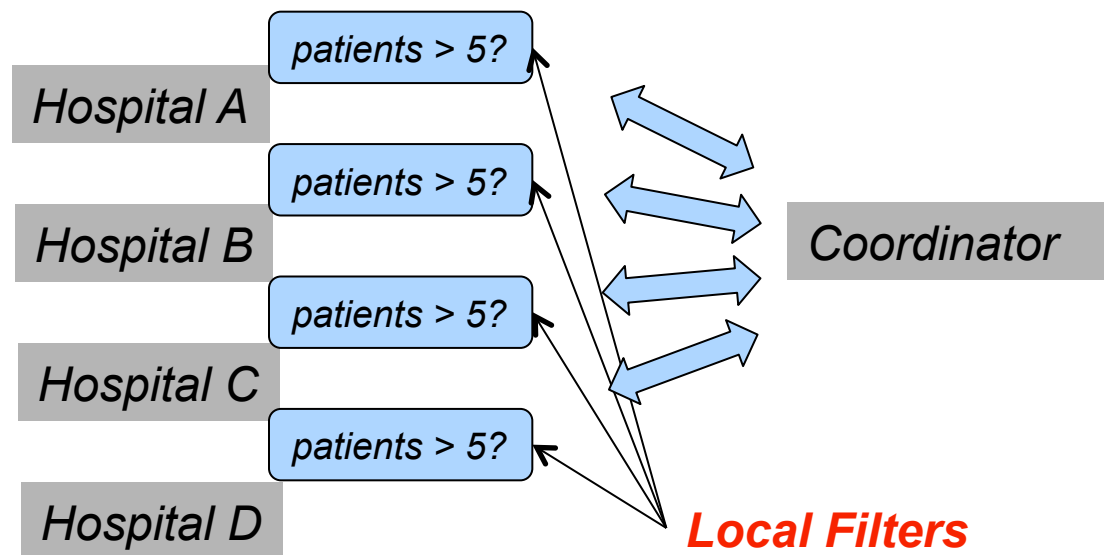 patients > 5?
Hospital A
patients > 5?
Hospital B
Coordinator
patients > 5?
Hospital C
patients > 5?
Hospital D
Local Filters